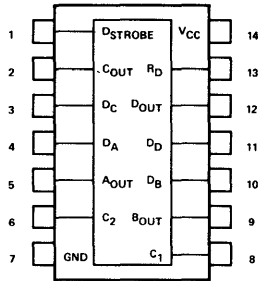 1 DSTROBE VCC 14
2 COUT RD 13
3 DC DOUT 12
4 DA DD 11
5 AOUT DB 10
6 C2 BOUT 9
7 GND C1 8